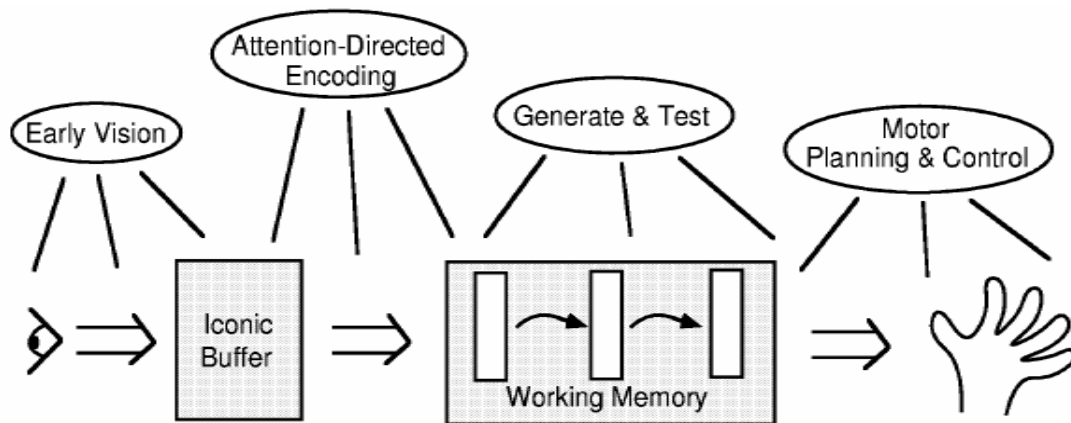 Early Vision
Attention-Directed
Encoding
Generate & Test
Motor
Planning & Control
Iconic
Buffer
Working Memory